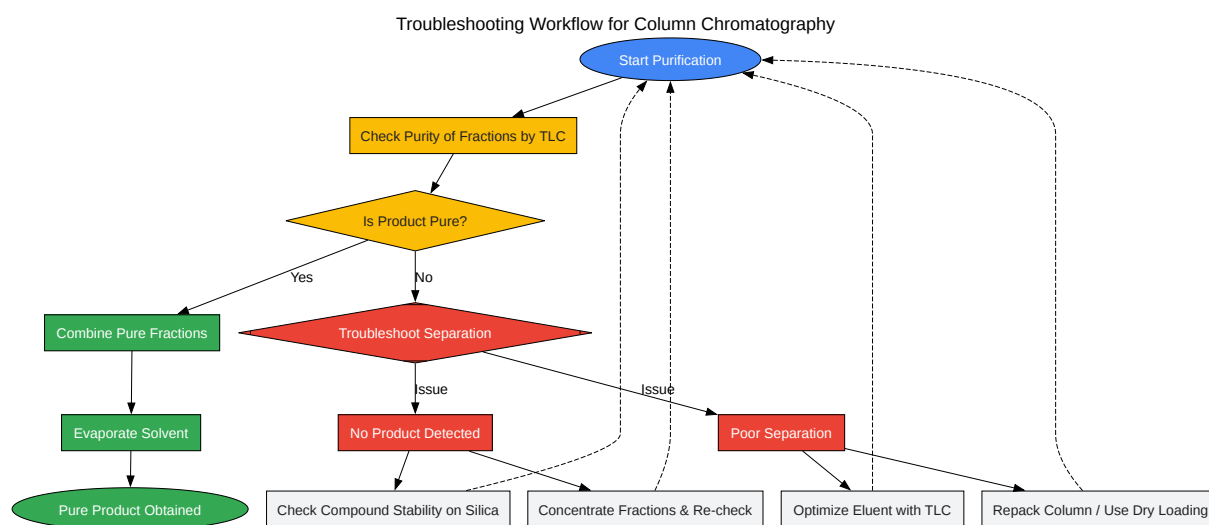 Troubleshooting Workflow for Column Chromatography
Start Purification
Check Purity of Fractions by TLC
Is Product Pure?
Yes
No
Combine Pure Fractions
Troubleshoot Separation
Issue
Issue
Evaporate Solvent
No Product Detected
Poor Separation
Pure Product Obtained
Check Compound Stability on Silica
Concentrate Fractions & Re-check
Optimize Eluent with TLC
Repack Column / Use Dry Loading